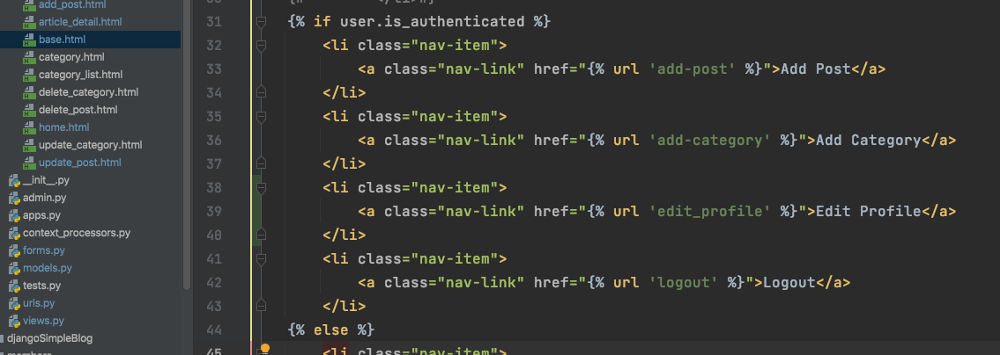 add_post.html
article_detail.html
base.html
category.html
category_list.html
delete_category.html
delete_post.html
home.html
update_category.html
update_post.html
__init__.py
admin.py
apps.py
context_processors.py
forms.py
models.py
tests.py
urls.py
views.py
djangoSimpleBlog
members
31 {% if user.is_authenticated %}
32 <li class="nav-item">
33 <a class="nav-link" href="{% url 'add-post' %}">Add Post</a>
34 </li>
35 <li class="nav-item">
36 <a class="nav-link" href="{% url 'add-category' %}">Add Category</a>
37 </li>
38 <li class="nav-item">
39 <a class="nav-link" href="{% url 'edit_profile' %}">Edit Profile</a>
40 </li>
41 <li class="nav-item">
42 <a class="nav-link" href="{% url 'logout' %}">Logout</a>
43 </li>
44 {% else %}
45 <li class="nav-item">